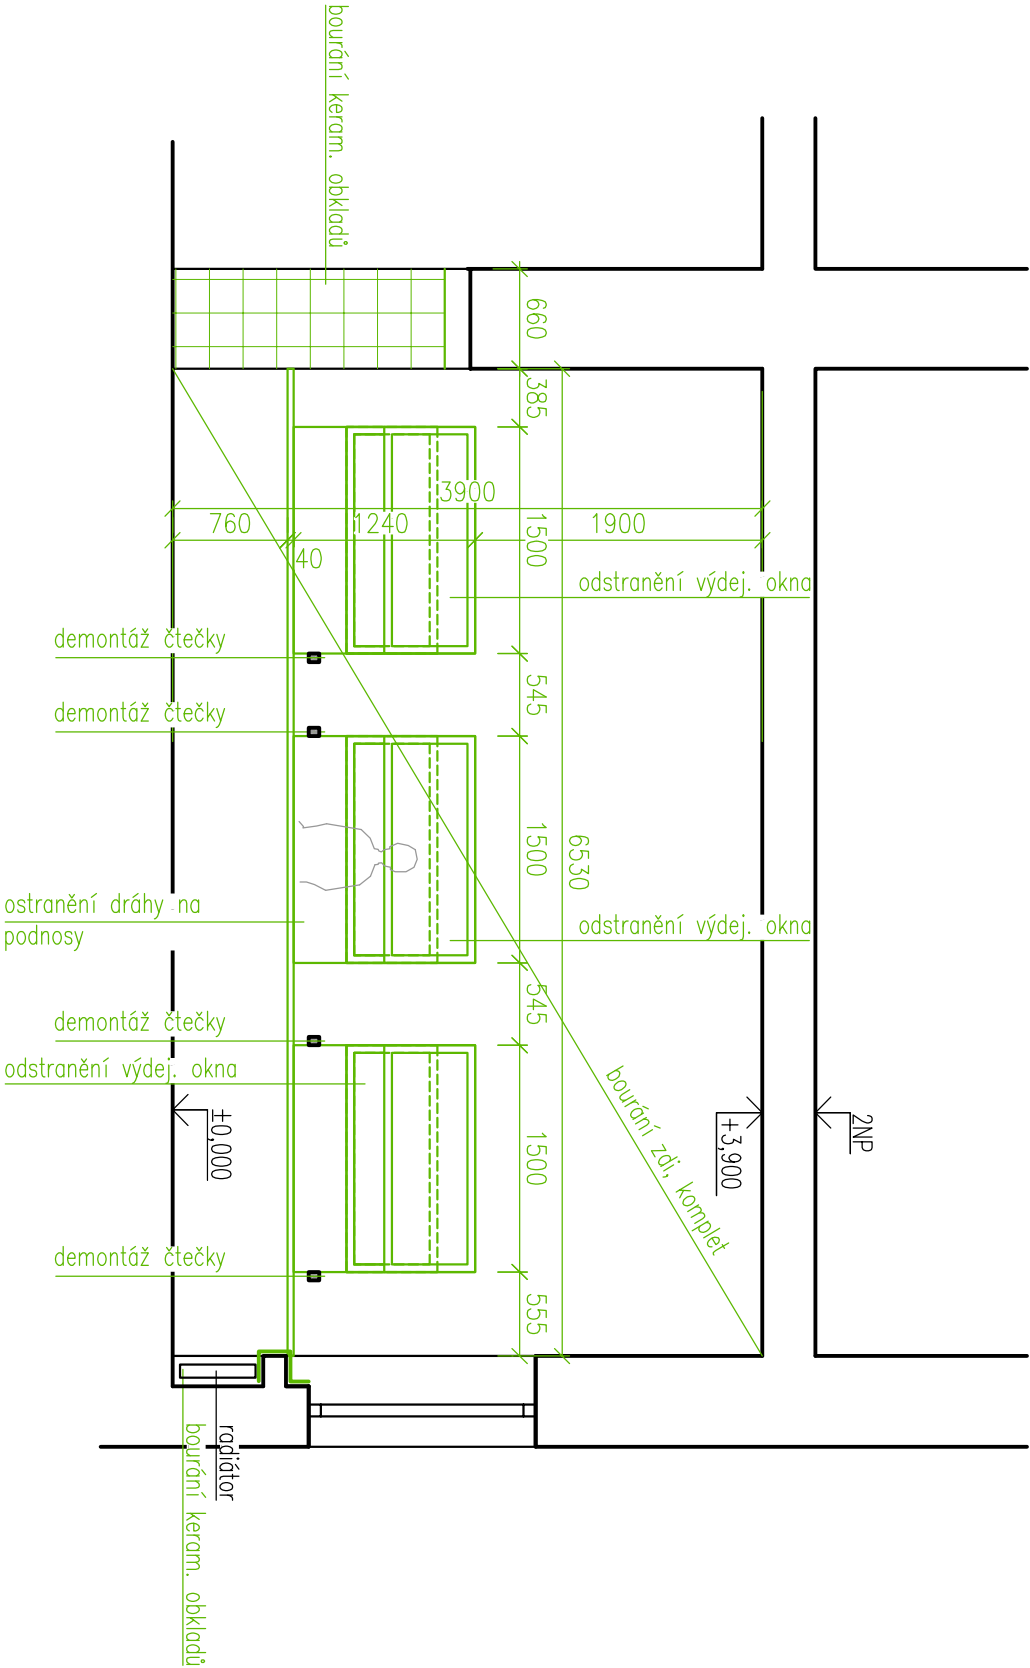 bourání keram. obkladů
660
385
3900
760
1240
1900
40
1500
odstranění výdej. okna
demontáž čtečky
545
demontáž čtečky
1500
6530
ostranění dráhy na
podnosy
odstranění výdej. okna
545
demontáž čtečky
odstranění výdej. okna
bourání zdi, komplet
±0,000
+3,900
2NP
1500
demontáž čtečky
555
radiátor
bourání keram. obkladů